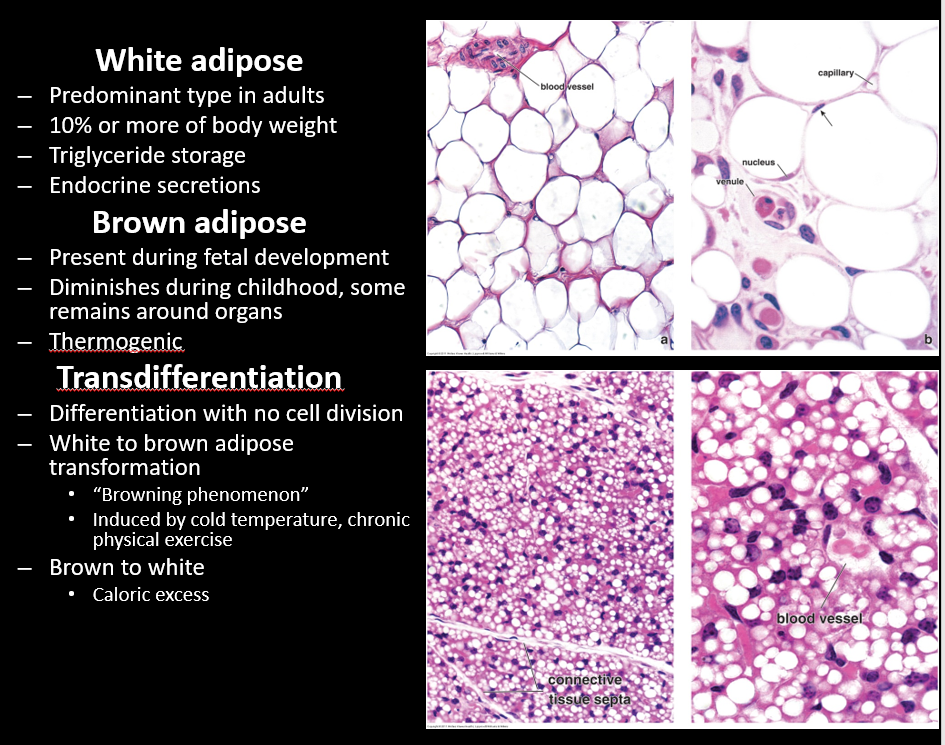 White adipose
– Predominant type in adults
– 10% or more of body weight
– Triglyceride storage
– Endocrine secretions
Brown adipose
– Present during fetal development
– Diminishes during childhood, some
remains around organs
– Thermogenic
Transdifferentiation
– Differentiation with no cell division
– White to brown adipose
transformation
• “Browning phenomenon”
• Induced by cold temperature, chronic
physical exercise
– Brown to white
• Caloric excess
blood vessel
a
capillary
nucleus
venule
b
connective
tissue septa
blood vessel